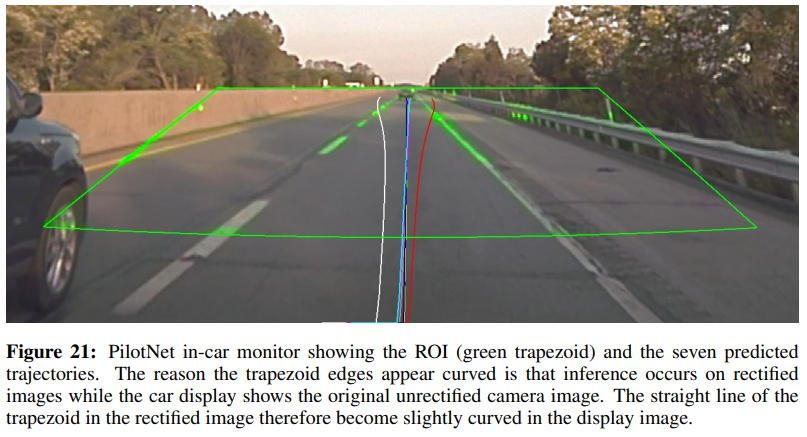 Figure 21: PilotNet in-car monitor showing the ROI (green trapezoid) and the seven predicted
trajectories. The reason the trapezoid edges appear curved is that inference occurs on rectified
images while the car display shows the original unrectified camera image. The straight line of the
trapezoid in the rectified image therefore become slightly curved in the display image.